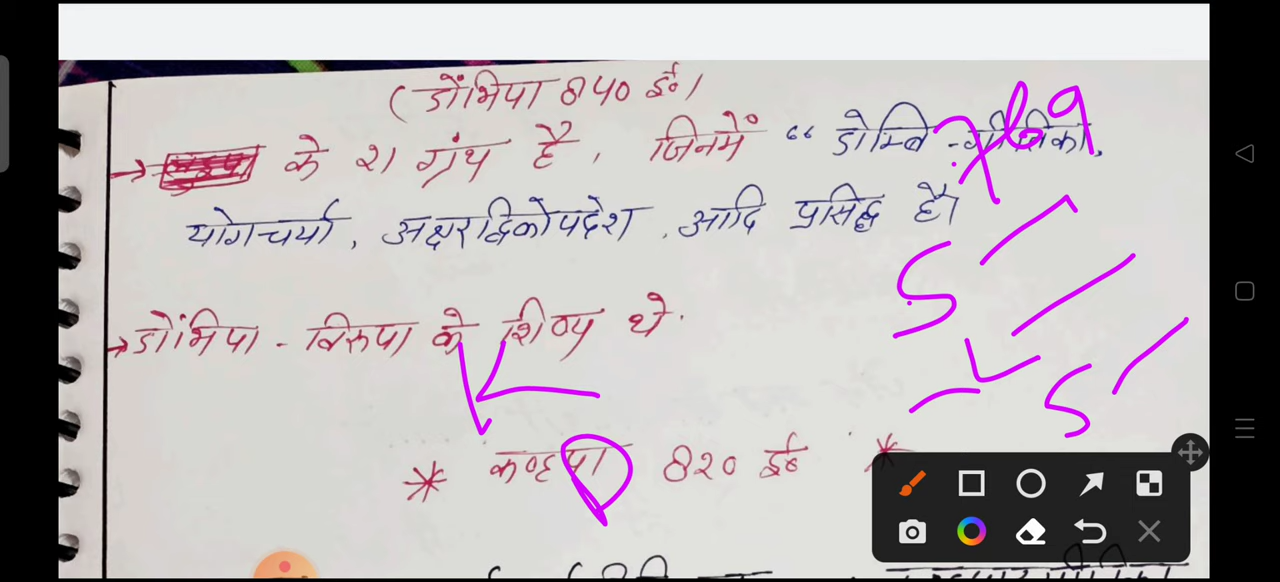 (डोंभिपा 840 ई०)
→ के 21 ग्रंथ है, जिनमें “ डोम्बि-गीतिका,
योगचर्या, अक्षरद्विकोपदेश, आदि प्रसिद्ध है।
→ डोंभिपा - विरुपा के शिष्य थे.
* कण्हपा 820 ई० *